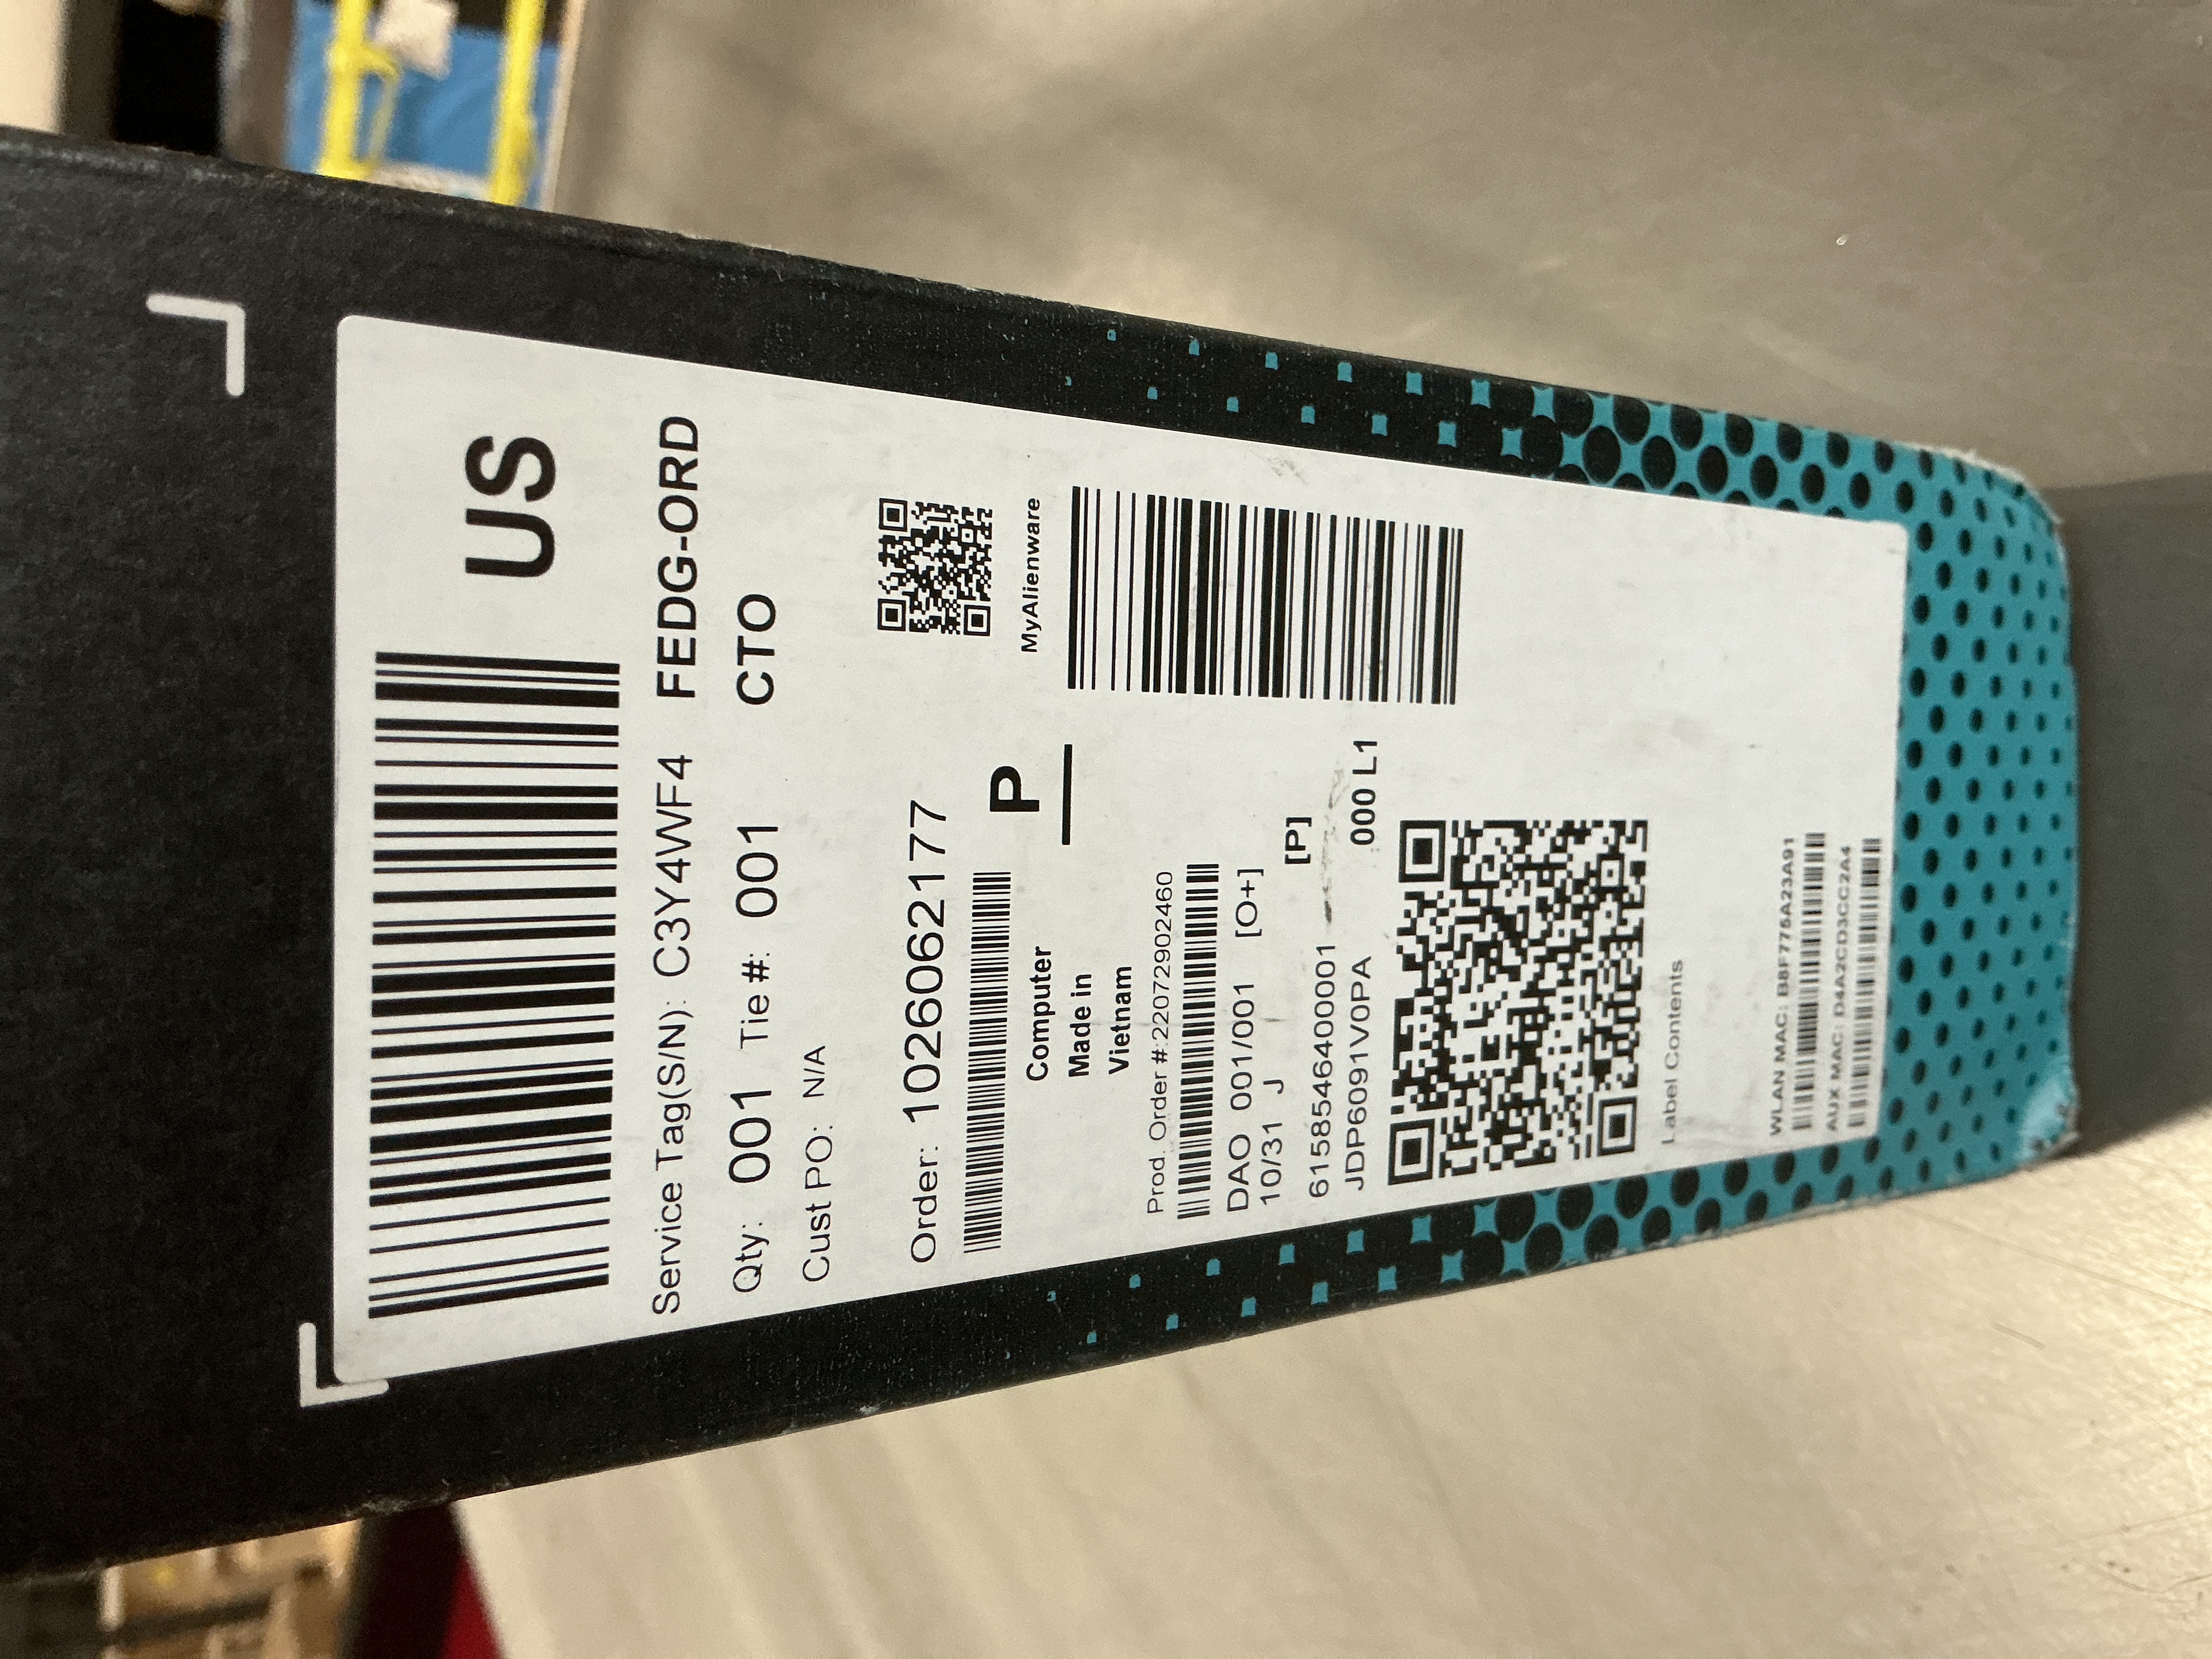 US
Service Tag(S/N): C3Y4WF4 FEDG-ORD
Qty: 001 Tie#: 001 CTO
Cust PO: N/A
Order: 1026062177
P
MyAlienware
Computer
Made in
Vietnam
Prod. Order #:22072902460
DAO 001/001 [O+]
10/31 J
[P]
6158546400001
JDP6091V0PA 000 L1
Label Contents
WLAN MAC: B8F775A23A91
AUX MAC: D4A2CD3CC2A4